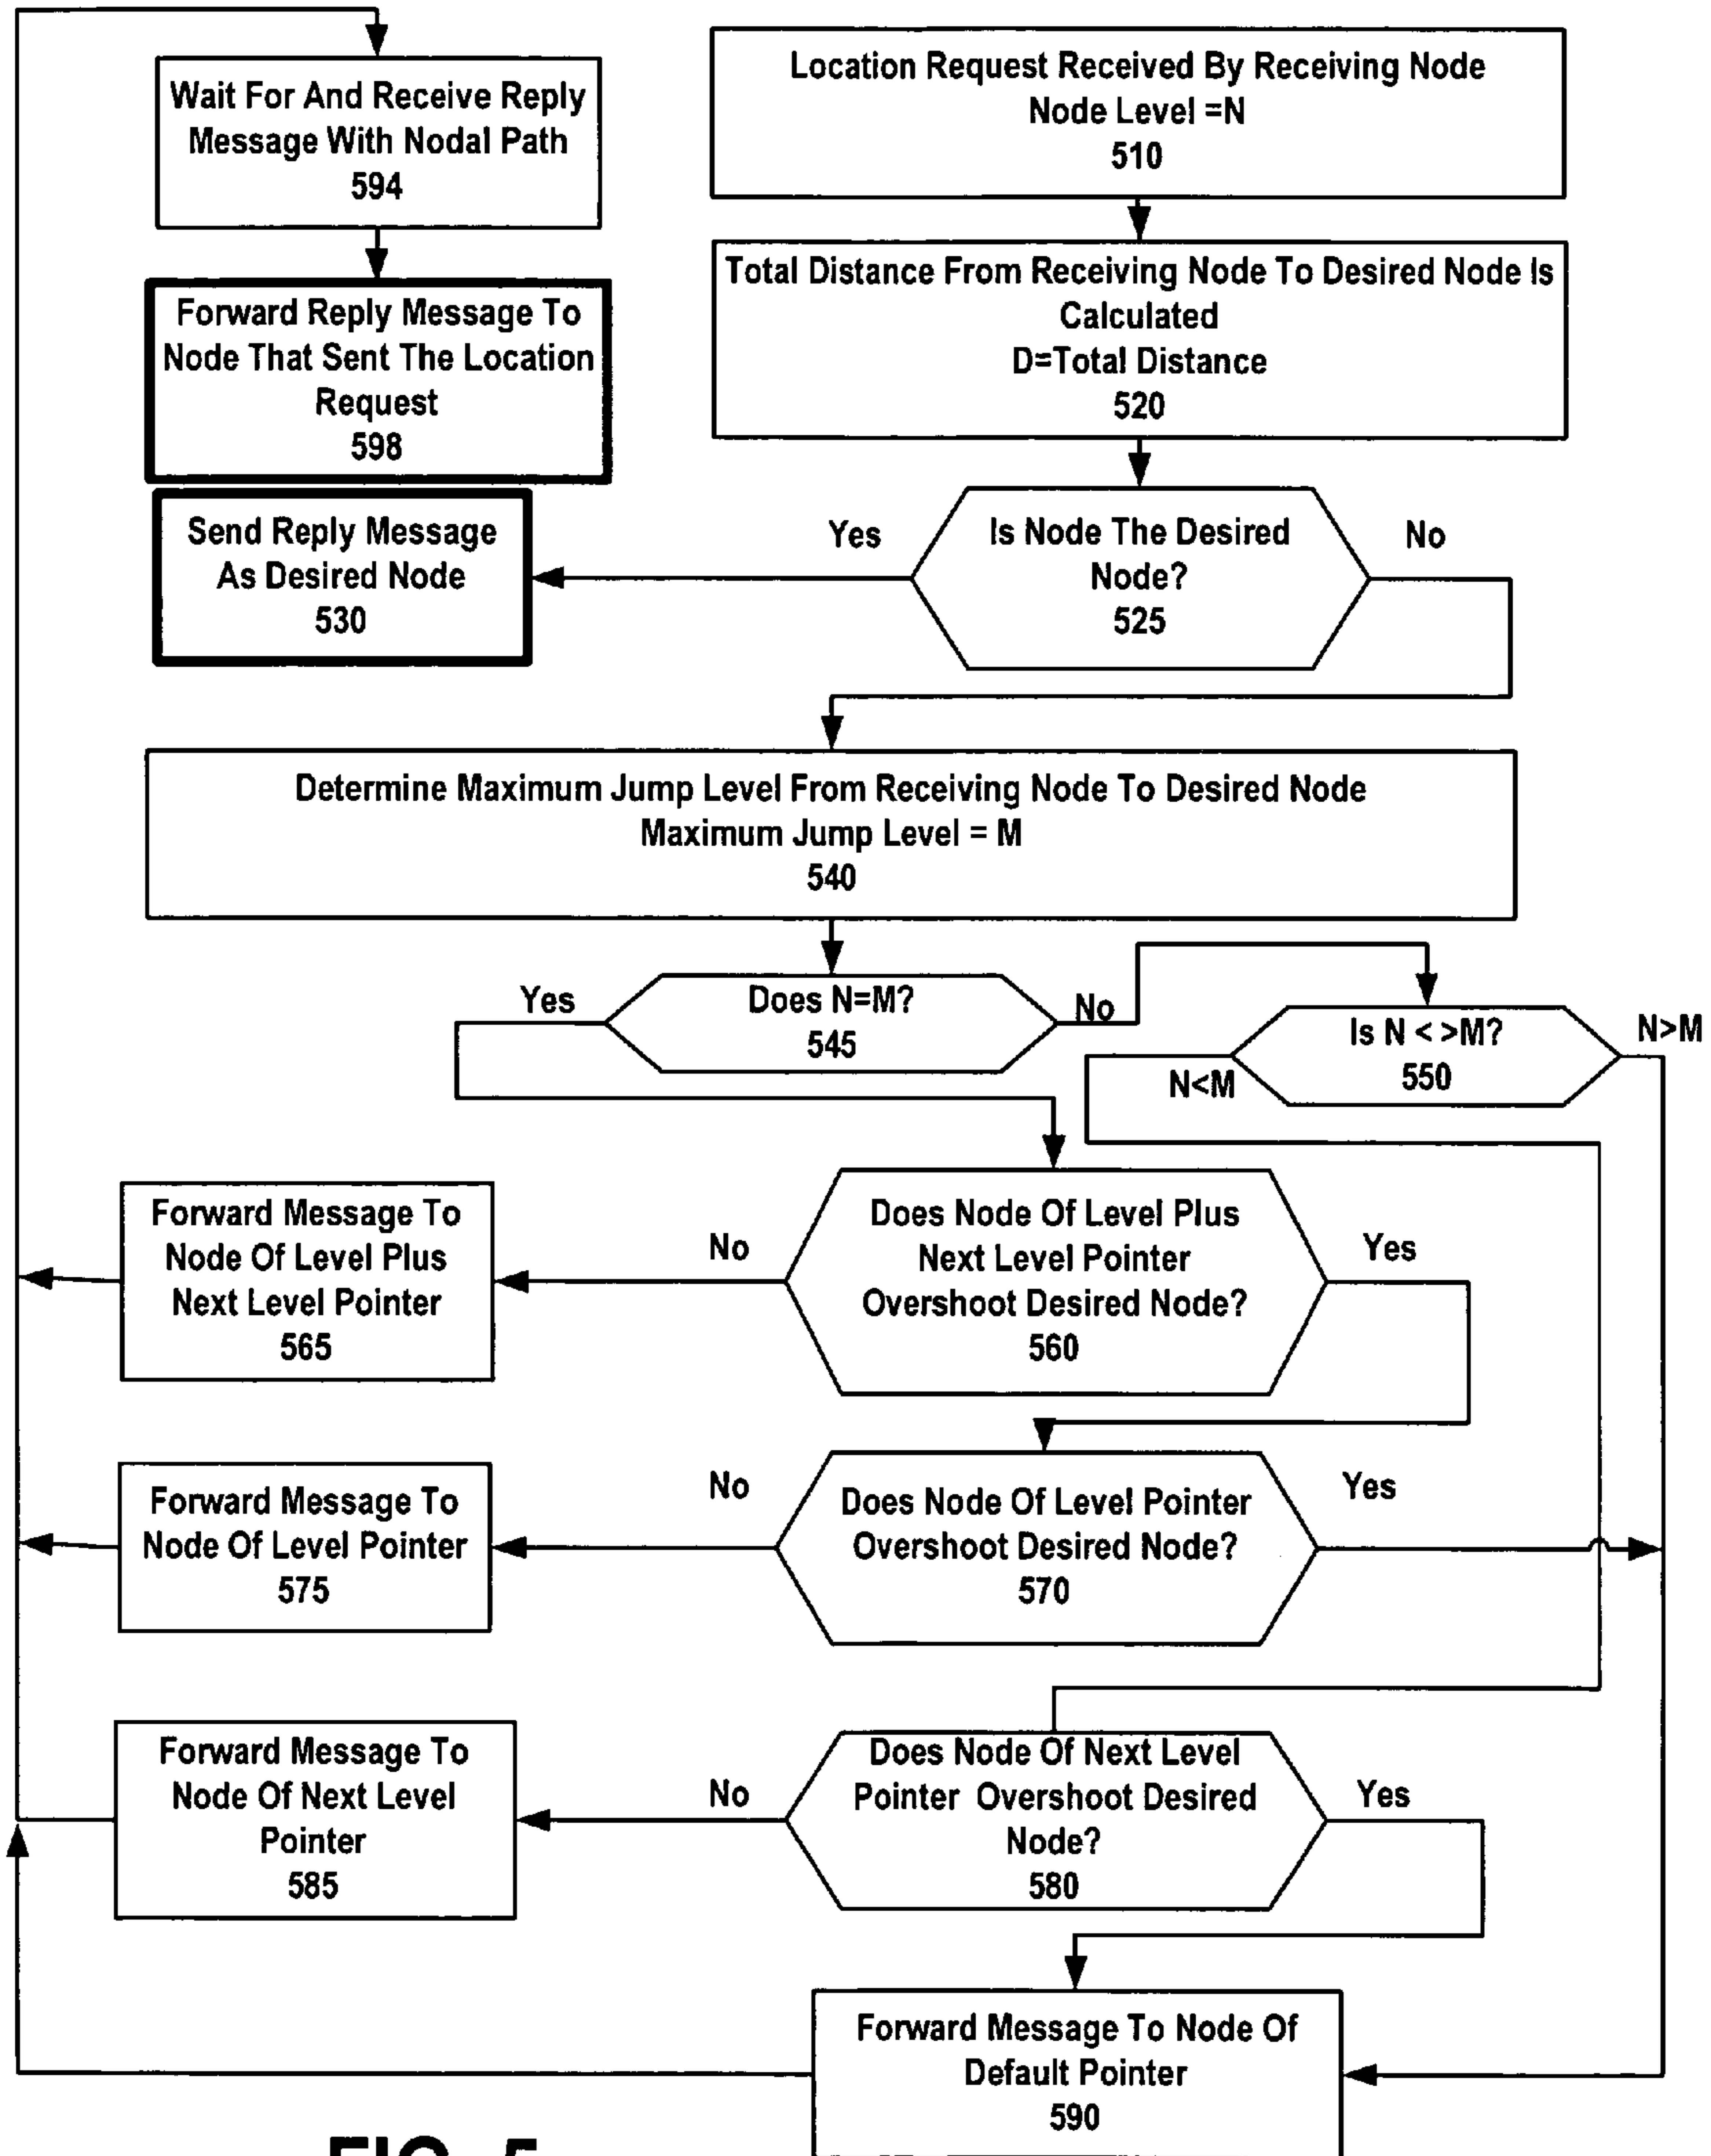 Wait For And Receive Reply
Message With Nodal Path
594
Location Request Received By Receiving Node
Node Level =N
510
Forward Reply Message To
Node That Sent The Location
Request
598
Total Distance From Receiving Node To Desired Node Is
Calculated
D=Total Distance
520
Send Reply Message
As Desired Node
530
Yes
Is Node The Desired
Node?
525
No
Determine Maximum Jump Level From Receiving Node To Desired Node
Maximum Jump Level = M
540
Yes
Does N=M?
545
No
Is N < >M?
550
N>M
N<M
Forward Message To
Node Of Level Plus
Next Level Pointer
565
No
Does Node Of Level Plus
Next Level Pointer
Overshoot Desired Node?
560
Yes
Forward Message To
Node Of Level Pointer
575
No
Does Node Of Level Pointer
Overshoot Desired Node?
570
Yes
Forward Message To
Node Of Next Level
Pointer
585
No
Does Node Of Next Level
Pointer Overshoot Desired
Node?
580
Yes
Forward Message To Node Of
Default Pointer
590
FIG. 5